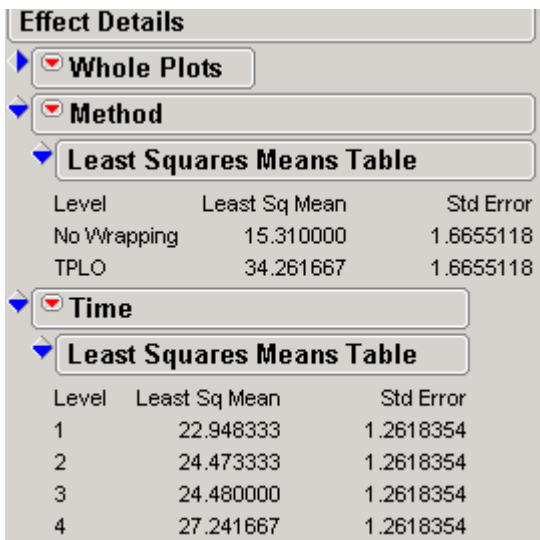 Effect Details
Whole Plots
Method
Least Squares Means Table
Level Least Sq Mean Std Error
No Wrapping 15.310000 1.6655118
TPLO 34.261667 1.6655118
Time
Least Squares Means Table
Level Least Sq Mean Std Error
1 22.948333 1.2618354
2 24.473333 1.2618354
3 24.480000 1.2618354
4 27.241667 1.2618354